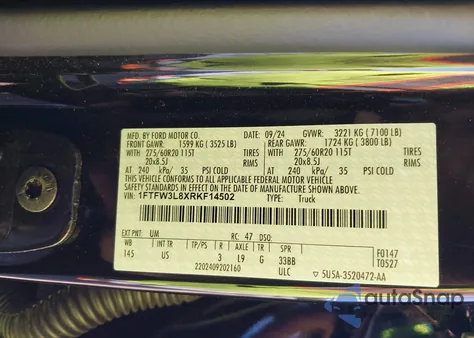 MFD. BY FORD MOTOR CO. 09/24 GVWR: 3221 KG ( 7100 LB)
FRONT GAWR: 1599 KG ( 3525 LB) REAR GAWR: 1724 KG ( 3800 LB)
WITH 275/60R20 115T TIRES WITH 275/60R20 115T TIRES
20x8.5J RIMS 20x8.5J RIMS
AT 240 kPa/ 35 PSI COLD AT 240 kPa/ 35 PSI COLD
THIS VEHICLE CONFORMS TO ALL APPLICABLE FEDERAL MOTOR VEHICLE
SAFETY STANDARDS IN EFFECT ON THE DATE OF MANUFACTURE SHOWN ABOVE.
VIN: 1FTFW3L8XRKF14502 TYPE: Truck
EXT PNT: UM RC: 47 DSO:
WB INT TR TP/PS R AXLE TR SPR
145 US 3 L9 G 33BB F0147
T0527
2202409202160 ULC 5U5A-3520472-AA
autoSnap